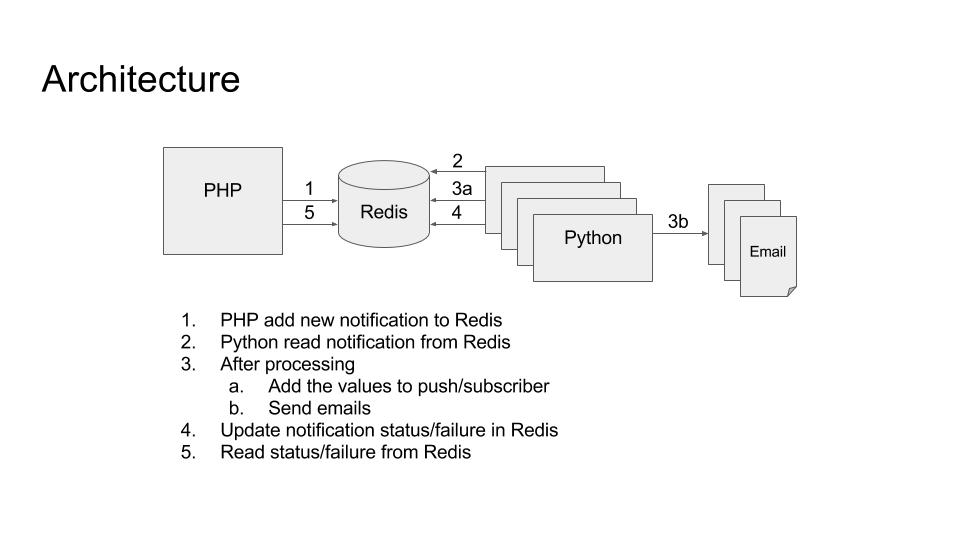 Architecture
PHP
1
5
Redis
2
3a
4
Python
3b
Email
1. PHP add new notification to Redis
2. Python read notification from Redis
3. After processing
a. Add the values to push/subscriber
b. Send emails
4. Update notification status/failure in Redis
5. Read status/failure from Redis